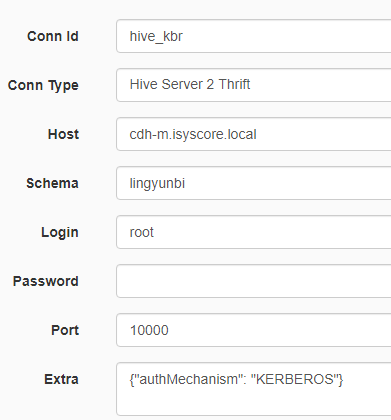 Conn Id hive_kbr
Conn Type Hive Server 2 Thrift
Host cdh-m.isyscore.local
Schema lingyunbi
Login root
Password
Port 10000
Extra {"authMechanism": "KERBEROS"}